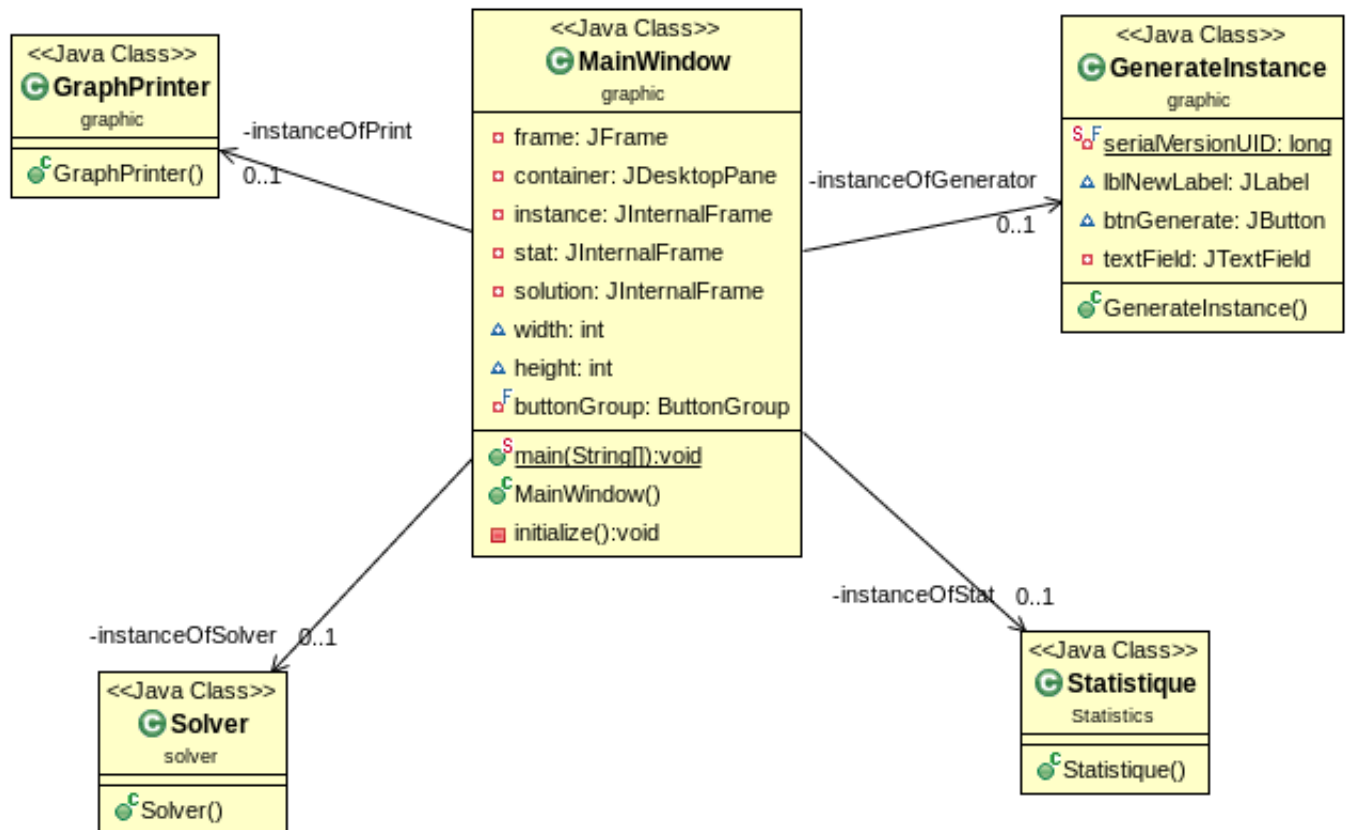 <<Java Class>>
GraphPrinter
graphic
GraphPrinter()
-instanceOfPrint
0..1
<<Java Class>>
MainWindow
graphic
frame: JFrame
container: JDesktopPane
instance: JInternalFrame
stat: JInternalFrame
solution: JInternalFrame
width: int
height: int
buttonGroup: ButtonGroup
main(String[]):void
MainWindow()
initialize():void
-instanceOfGenerator
0..1
<<Java Class>>
GenerateInstance
graphic
serialVersionUID: long
lblNewLabel: JLabel
btnGenerate: JButton
textField: JTextField
GenerateInstance()
-instanceOfSolver
0..1
<<Java Class>>
Solver
solver
Solver()
-instanceOfStat
0..1
<<Java Class>>
Statistique
Statistics
Statistique()